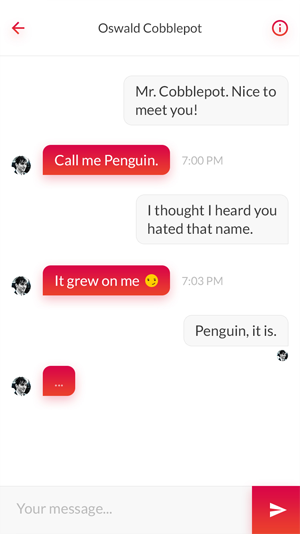 Oswald Cobblepot
Mr. Cobblepot. Nice to
meet you!
Call me Penguin.
7:00 PM
I thought I heard you
hated that name.
It grew on me 😏
7:03 PM
Penguin, it is.
...
Your message...